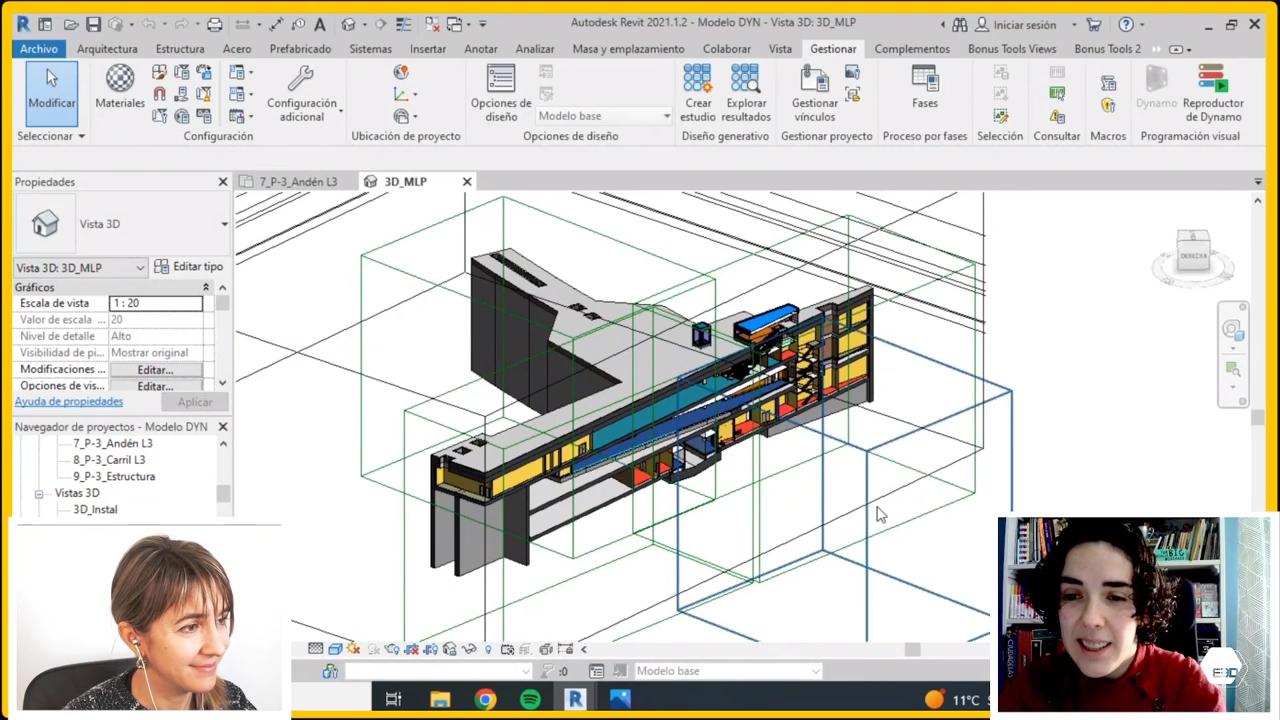 Autodesk Revit 2021.1.2 - Modelo DYN - Vista 3D: 3D_MLP
Iniciar sesión
Archivo Arquitectura Estructura Acero Prefabricado Sistemas Insertar Anotar Analizar Masa y emplazamiento Colaborar Vista Gestionar Complementos Bonus Tools Views Bonus Tools 2
Modificar
Materiales
Configuración
adicional
Opciones de
diseño
Modelo base
Crear
estudio
Explorar
resultados
Gestionar
vínculos
Fases
Dynamo
Reproductor
de Dynamo
Seleccionar Configuración Ubicación de proyecto Opciones de diseño Diseño generativo Gestionar proyecto Proceso por fases Selección Consultar Macros Programación visual
Propiedades
7_P-3_Andén L3
3D_MLP
Vista 3D
Vista 3D: 3D_MLP
Editar tipo
Gráficos
Escala de vista 1 : 20
Valor de escala ... 20
Nivel de detalle Alto
Visibilidad de pi... Mostrar original
Modificaciones ... Editar...
Opciones de vis... Editar...
Ayuda de propiedades
Aplicar
Navegador de proyectos - Modelo DYN
7_P-3_Andén L3
8_P-3_Carril L3
9_P-3_Estructura
Vistas 3D
3D_Instal
DERECHA
:0
Modelo base
11°C